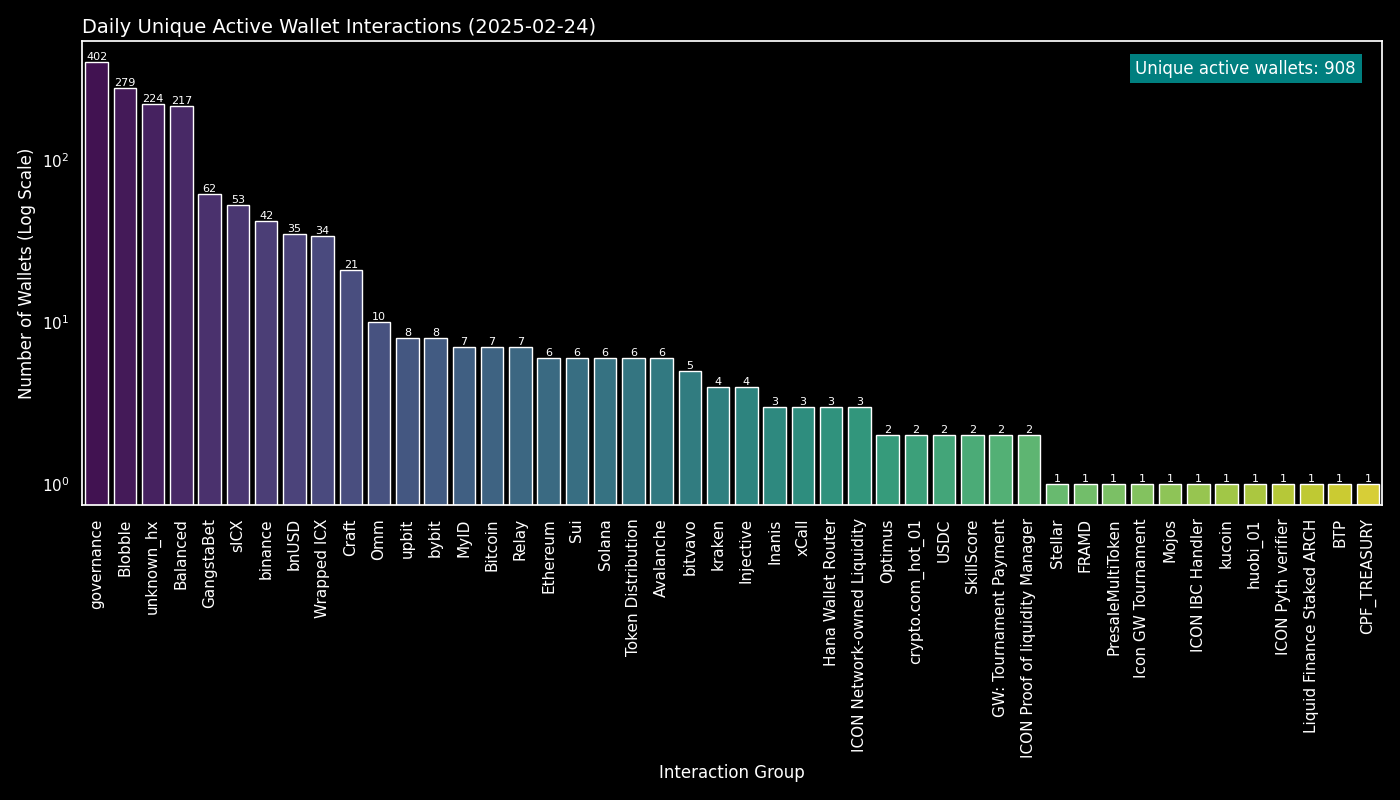 Daily Unique Active Wallet Interactions (2025-02-24)
Unique active wallets: 908
Number of Wallets (Log Scale)
10²
10¹
10⁰
402
279
224
217
62
53
42
35
34
21
10
8
8
7
7
7
6
6
6
6
6
5
4
4
3
3
3
3
2
2
2
2
2
2
1
1
1
1
1
1
1
1
1
1
1
1
governance
Blobble
unknown_hx
Balanced
GangstaBet
sICX
binance
bnUSD
Wrapped ICX
Craft
Omm
upbit
bybit
MyID
Bitcoin
Relay
Ethereum
Sui
Solana
Token Distribution
Avalanche
bitvavo
kraken
Injective
Inanis
xCall
Hana Wallet Router
ICON Network-owned Liquidity
Optimus
crypto.com_hot_01
USDC
SkillScore
GW: Tournament Payment
ICON Proof of liquidity Manager
Stellar
FRAMD
PresaleMultiToken
Icon GW Tournament
Mojos
ICON IBC Handler
kucoin
huobi_01
ICON Pyth verifier
Liquid Finance Staked ARCH
BTP
CPF_TREASURY
Interaction Group